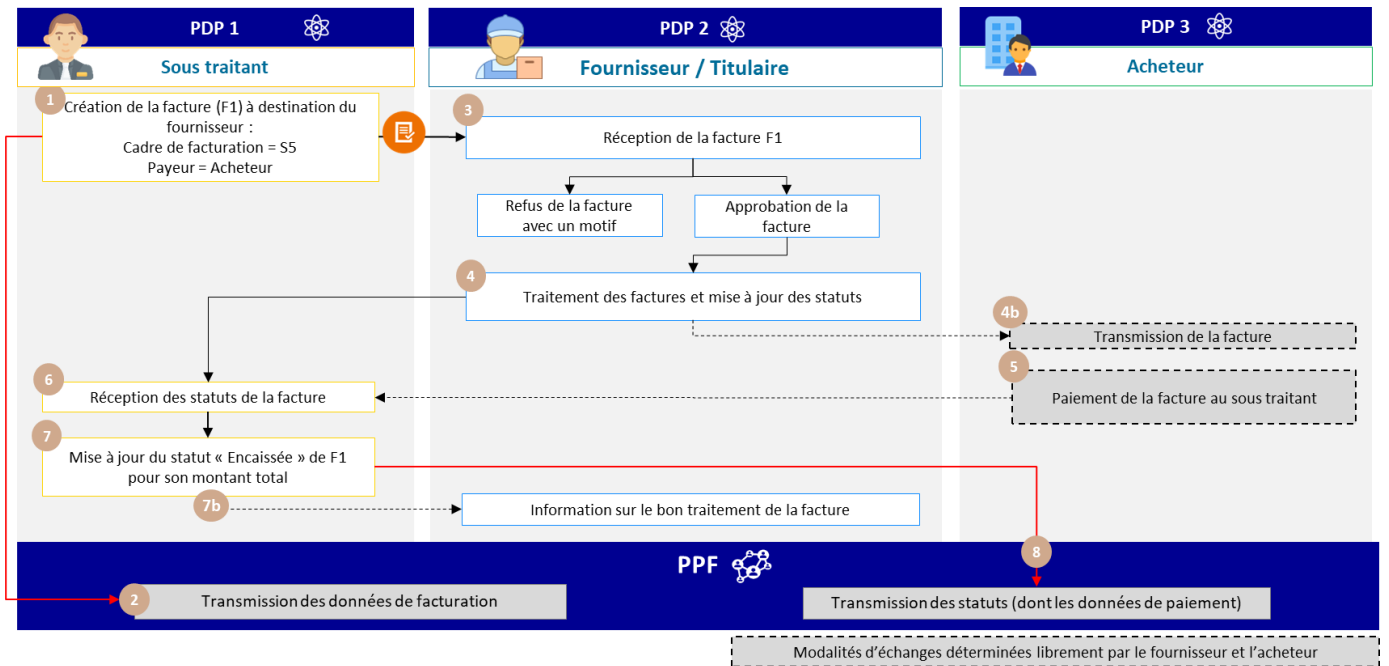 PDP 1
PDP 2
PDP 3
Sous traitant
Fournisseur / Titulaire
Acheteur
1
Création de la facture (F1) à destination du
fournisseur :
Cadre de facturation = S5
Payeur = Acheteur
3
Réception de la facture F1
Refus de la facture
avec un motif
Approbation de la
facture
4
Traitement des factures et mise à jour des statuts
4b
Transmission de la facture
5
Paiement de la facture au sous traitant
6
Réception des statuts de la facture
7
Mise à jour du statut « Encaissée » de F1
pour son montant total
7b
Information sur le bon traitement de la facture
PPF
8
2
Transmission des données de facturation
Transmission des statuts (dont les données de paiement)
Modalités d’échanges déterminées librement par le fournisseur et l’acheteur